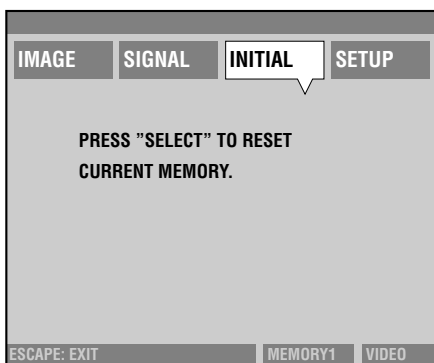 IMAGE SIGNAL INITIAL SETUP
PRESS ”SELECT” TO RESET
CURRENT MEMORY.
ESCAPE: EXIT MEMORY1 VIDEO